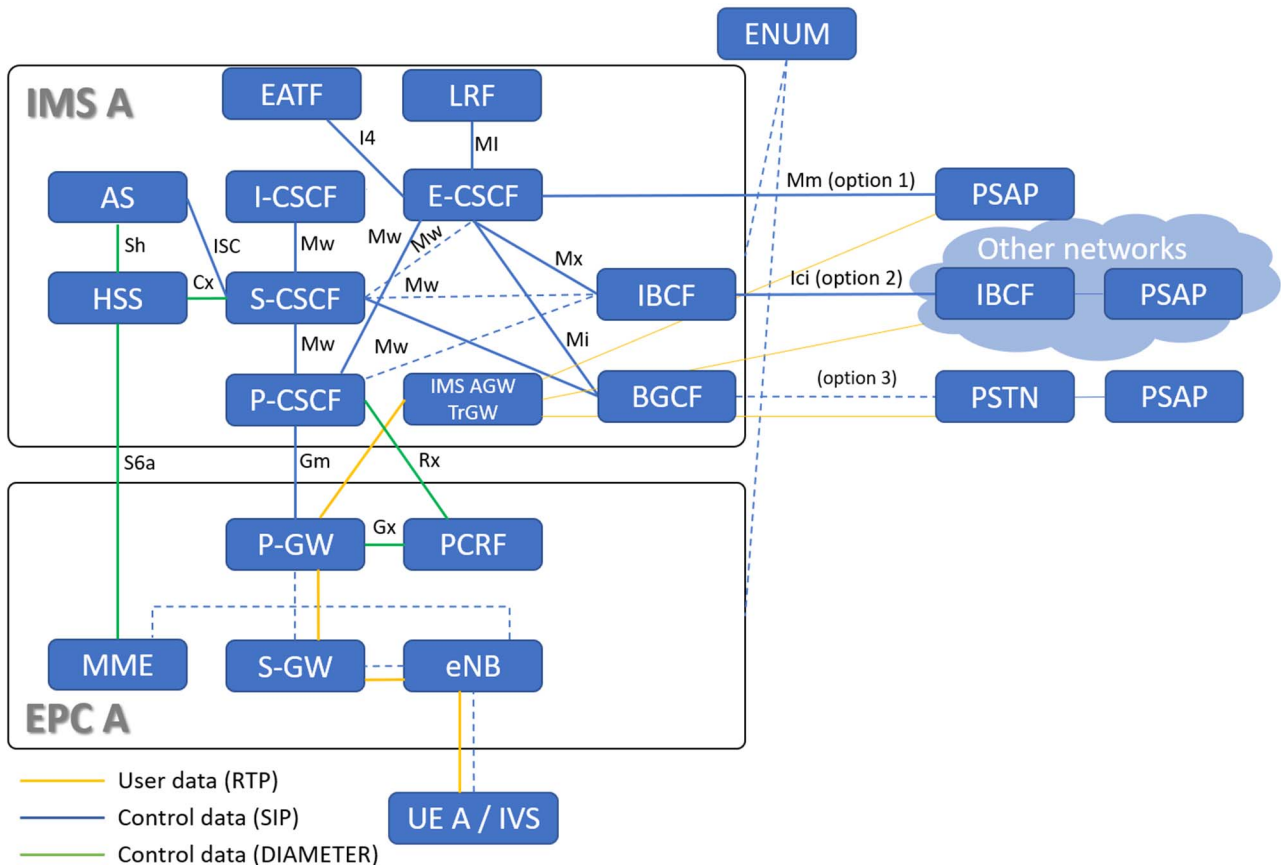 ENUM
IMS A
EATF
LRF
I4
MI
AS
I-CSCF
E-CSCF
Mm (option 1)
PSAP
Sh
ISC
Mw
Mw
Mw
Mx
Other networks
HSS
Cx
S-CSCF
Mw
IBCF
Ici (option 2)
IBCF
PSAP
Mw
Mw
Mi
P-CSCF
IMS AGW
TrGW
BGCF
(option 3)
PSTN
PSAP
S6a
Gm
Rx
P-GW
Gx
PCRF
MME
S-GW
eNB
EPC A
User data (RTP)
Control data (SIP)
UE A / IVS
Control data (DIAMETER)